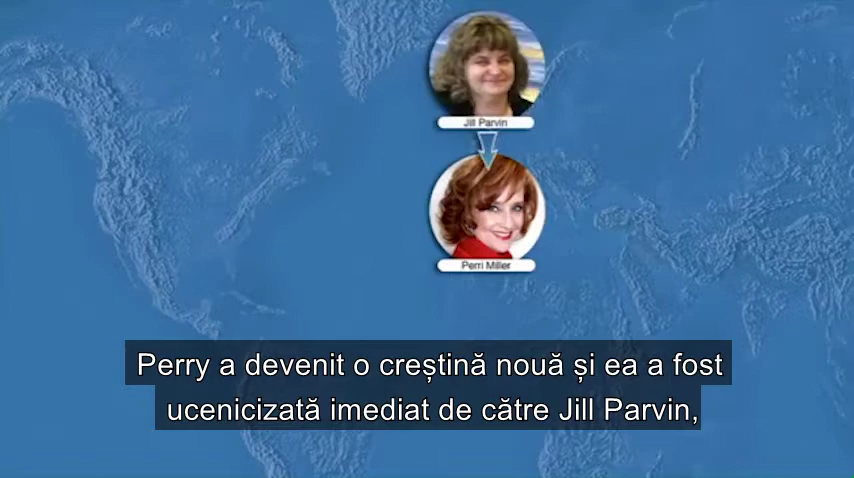 Jill Parvin
Perri Miller
Perry a devenit o creștină nouă și ea a fost
ucenicizată imediat de către Jill Parvin,